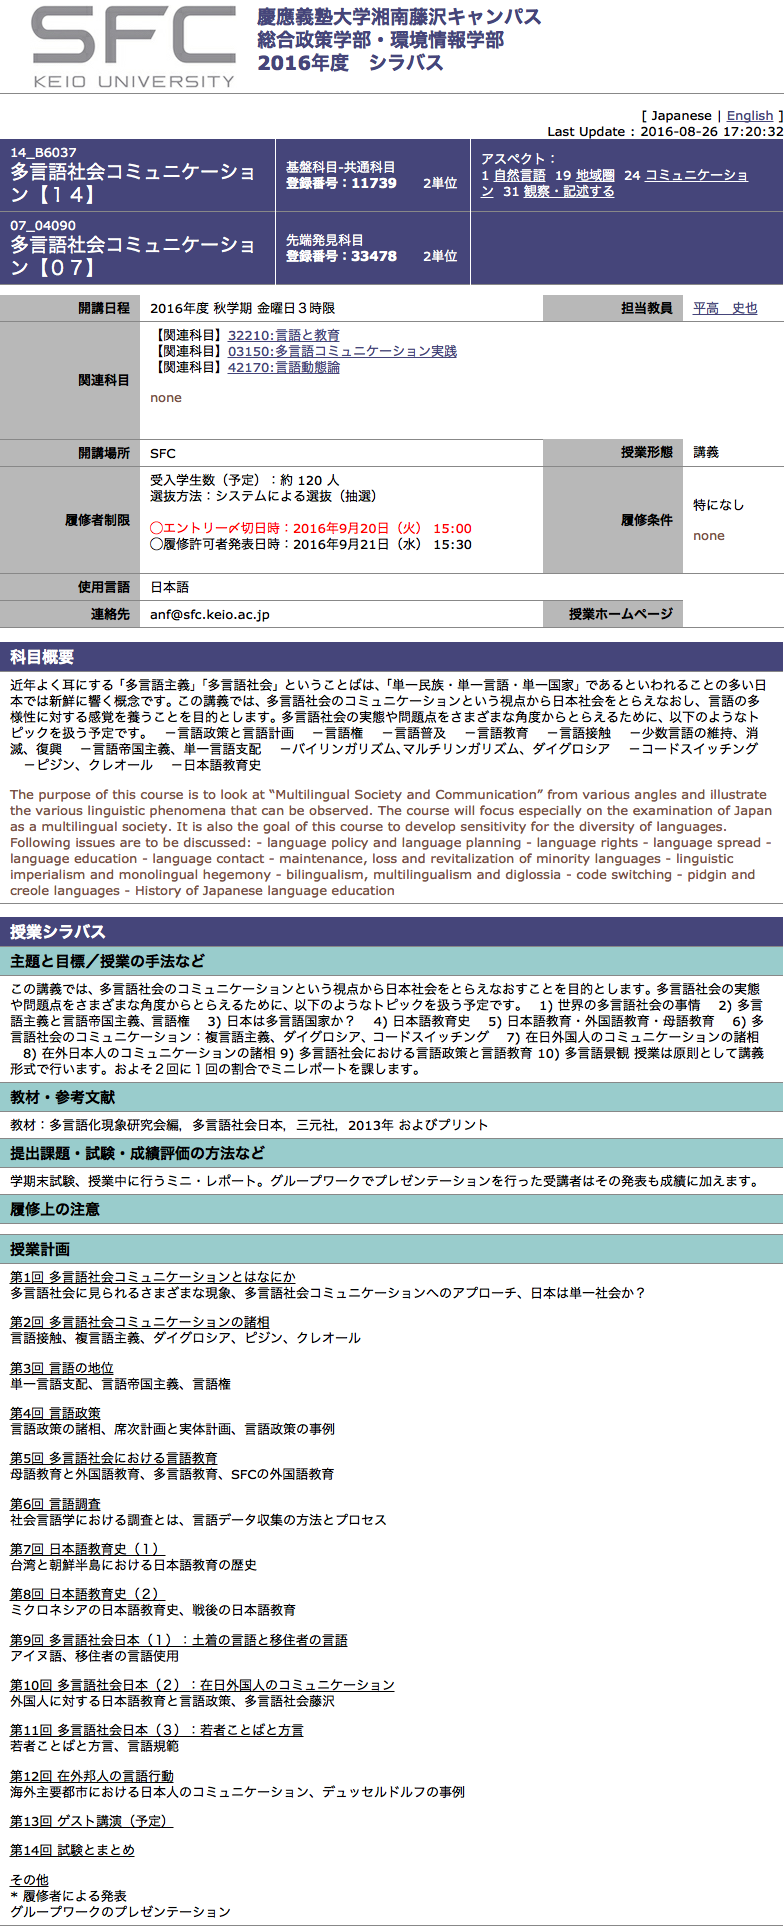 SFC
KEIO UNIVERSITY
慶應義塾大学湘南藤沢キャンパス
総合政策学部・環境情報学部
2016年度　シラバス
[ Japanese | English ]
Last Update : 2016-08-26 17:20:32
14_B6037
多言語社会コミュニケーショ
ン【１４】
基盤科目-共通科目
登録番号：11739 2単位
アスペクト：
1 自然言語 19 地域圏 24 コミュニケーショ
ン 31 観察・記述する
07_04090
多言語社会コミュニケーショ
ン【０７】
先端発見科目
登録番号：33478 2単位
開講日程 2016年度 秋学期 金曜日３時限 担当教員 平高　史也
関連科目
【関連科目】32210:言語と教育
【関連科目】03150:多言語コミュニケーション実践
【関連科目】42170:言語動態論
none
開講場所 SFC 授業形態 講義
履修者制限
受入学生数（予定）：約 120 人
選抜方法：システムによる選抜（抽選）
◯エントリー〆切日時：2016年9月20日（火） 15:00
◯履修許可者発表日時：2016年9月21日（水） 15:30
履修条件
特になし
none
使用言語 日本語
連絡先 anf@sfc.keio.ac.jp 授業ホームページ
科目概要
近年よく耳にする「多言語主義」「多言語社会」ということばは、「単一民族・単一言語・単一国家」であるといわれることの多い日
本では新鮮に響く概念です。この講義では、多言語社会のコミュニケーションという視点から日本社会をとらえなおし、言語の多
様性に対する感覚を養うことを目的とします。多言語社会の実態や問題点をさまざまな角度からとらえるために、以下のようなト
ピックを扱う予定です。　－言語政策と言語計画　－言語権　－言語普及　－言語教育　－言語接触　－少数言語の維持、消
滅、復興　－言語帝国主義、単一言語支配　－バイリンガリズム、マルチリンガリズム、ダイグロシア　－コードスイッチング
　－ピジン、クレオール　－日本語教育史
The purpose of this course is to look at “Multilingual Society and Communication” from various angles and illustrate
the various linguistic phenomena that can be observed. The course will focus especially on the examination of Japan
as a multilingual society. It is also the goal of this course to develop sensitivity for the diversity of languages.
Following issues are to be discussed: - language policy and language planning - language rights - language spread -
language education - language contact - maintenance, loss and revitalization of minority languages - linguistic
imperialism and monolingual hegemony - bilingualism, multilingualism and diglossia - code switching - pidgin and
creole languages - History of Japanese language education
授業シラバス
主題と目標／授業の手法など
この講義では、多言語社会のコミュニケーションという視点から日本社会をとらえなおすことを目的とします。多言語社会の実態
や問題点をさまざまな角度からとらえるために、以下のようなトピックを扱う予定です。　1) 世界の多言語社会の事情　2) 多言
語主義と言語帝国主義、言語権　3) 日本は多言語国家か？　4) 日本語教育史　5) 日本語教育・外国語教育・母語教育　6) 多
言語社会のコミュニケーション：複言語主義、ダイグロシア、コードスイッチング　7) 在日外国人のコミュニケーションの諸相
　8) 在外日本人のコミュニケーションの諸相 9) 多言語社会における言語政策と言語教育 10) 多言語景観 授業は原則として講義
形式で行います。およそ２回に１回の割合でミニレポートを課します。
教材・参考文献
教材：多言語化現象研究会編，多言語社会日本，三元社，2013年 およびプリント
提出課題・試験・成績評価の方法など
学期末試験、授業中に行うミニ・レポート。グループワークでプレゼンテーションを行った受講者はその発表も成績に加えます。
履修上の注意
授業計画
第1回 多言語社会コミュニケーションとはなにか
多言語社会に見られるさまざまな現象、多言語社会コミュニケーションへのアプローチ、日本は単一社会か？
第2回 多言語社会コミュニケーションの諸相
言語接触、複言語主義、ダイグロシア、ピジン、クレオール
第3回 言語の地位
単一言語支配、言語帝国主義、言語権
第4回 言語政策
言語政策の諸相、席次計画と実体計画、言語政策の事例
第5回 多言語社会における言語教育
母語教育と外国語教育、多言語教育、SFCの外国語教育
第6回 言語調査
社会言語学における調査とは、言語データ収集の方法とプロセス
第7回 日本語教育史（１）
台湾と朝鮮半島における日本語教育の歴史
第8回 日本語教育史（２）
ミクロネシアの日本語教育史、戦後の日本語教育
第9回 多言語社会日本（１）：土着の言語と移住者の言語
アイヌ語、移住者の言語使用
第10回 多言語社会日本（２）：在日外国人のコミュニケーション
外国人に対する日本語教育と言語政策、多言語社会藤沢
第11回 多言語社会日本（３）：若者ことばと方言
若者ことばと方言、言語規範
第12回 在外邦人の言語行動
海外主要都市における日本人のコミュニケーション、デュッセルドルフの事例
第13回 ゲスト講演（予定）
第14回 試験とまとめ
その他
* 履修者による発表
グループワークのプレゼンテーション